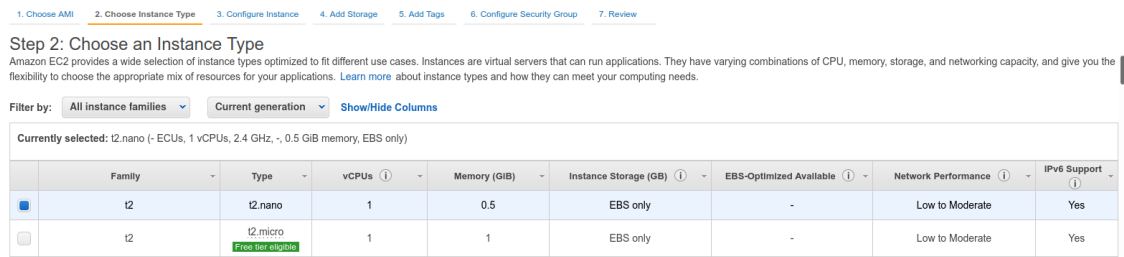 1. Choose AMI 2. Choose Instance Type 3. Configure Instance 4. Add Storage 5. Add Tags 6. Configure Security Group 7. Review
Step 2: Choose an Instance Type
Amazon EC2 provides a wide selection of instance types optimized to fit different use cases. Instances are virtual servers that can run applications. They have varying combinations of CPU, memory, storage, and networking capacity, and give you the
flexibility to choose the appropriate mix of resources for your applications. Learn more about instance types and how they can meet your computing needs.
Filter by: All instance families Current generation Show/Hide Columns
Currently selected: t2.nano (- ECUs, 1 vCPUs, 2.4 GHz, -, 0.5 GiB memory, EBS only)
Family Type vCPUs Memory (GiB) Instance Storage (GB) EBS-Optimized Available Network Performance IPv6 Support
t2 t2.nano 1 0.5 EBS only - Low to Moderate Yes
t2 t2.micro 1 1 EBS only - Low to Moderate Yes
Free tier eligible